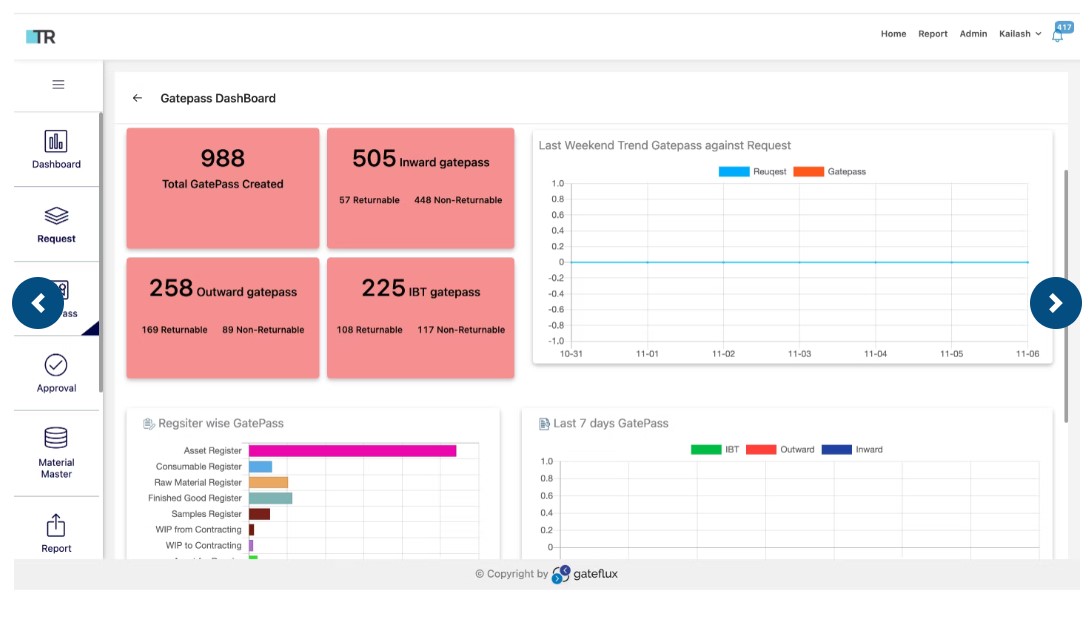 TR
Home Report Admin Kailash 417
Gatepass DashBoard
Dashboard
Request
ass
Approval
Material
Master
Report
988
Total GatePass Created
505 Inward gatepass
57 Returnable 448 Non-Returnable
258 Outward gatepass
169 Returnable 89 Non-Returnable
225 IBT gatepass
108 Returnable 117 Non-Returnable
Last Weekend Trend Gatepass against Request
Reuqest Gatepass
1.0
0.8
0.6
0.4
0.2
0
-0.2
-0.4
-0.6
-0.8
-1.0
10-31 11-01 11-02 11-03 11-04 11-05 11-06
Regsiter wise GatePass
Asset Register
Consumable Register
Raw Material Register
Finished Good Register
Samples Register
WIP from Contracting
WIP to Contracting
Last 7 days GatePass
IBT Outward Inward
1.0
0.8
0.6
0.4
0.2
0
© Copyright by gateflux